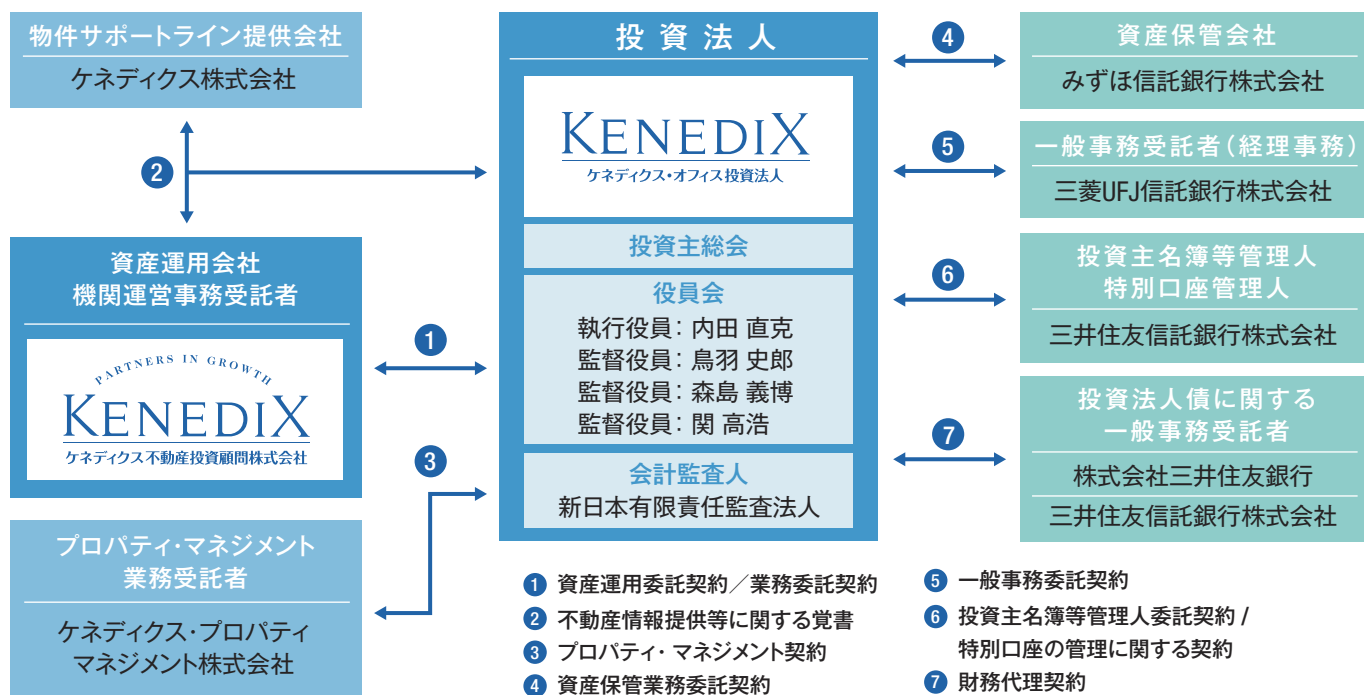 物件サポートライン提供会社
ケネディクス株式会社
2
資産運用会社
機関運営事務受託者
PARTNERS IN GROWTH
KENEDIX
ケネディクス不動産投資顧問株式会社
プロパティ・マネジメント
業務受託者
ケネディクス・プロパティ
マネジメント株式会社
1
3
投資法人
KENEDIX
ケネディクス・オフィス投資法人
投資主総会
役員会
執行役員：内田 直克
監督役員：鳥羽 史郎
監督役員：森島 義博
監督役員：関 高浩
会計監査人
新日本有限責任監査法人
4
資産保管会社
みずほ信託銀行株式会社
5
一般事務受託者（経理事務）
三菱UFJ信託銀行株式会社
6
投資主名簿等管理人
特別口座管理人
三井住友信託銀行株式会社
7
投資法人債に関する
一般事務受託者
株式会社三井住友銀行
三井住友信託銀行株式会社
1 資産運用委託契約／業務委託契約
2 不動産情報提供等に関する覚書
3 プロパティ・マネジメント契約
4 資産保管業務委託契約
5 一般事務委託契約
6 投資主名簿等管理人委託契約 /
特別口座の管理に関する契約
7 財務代理契約